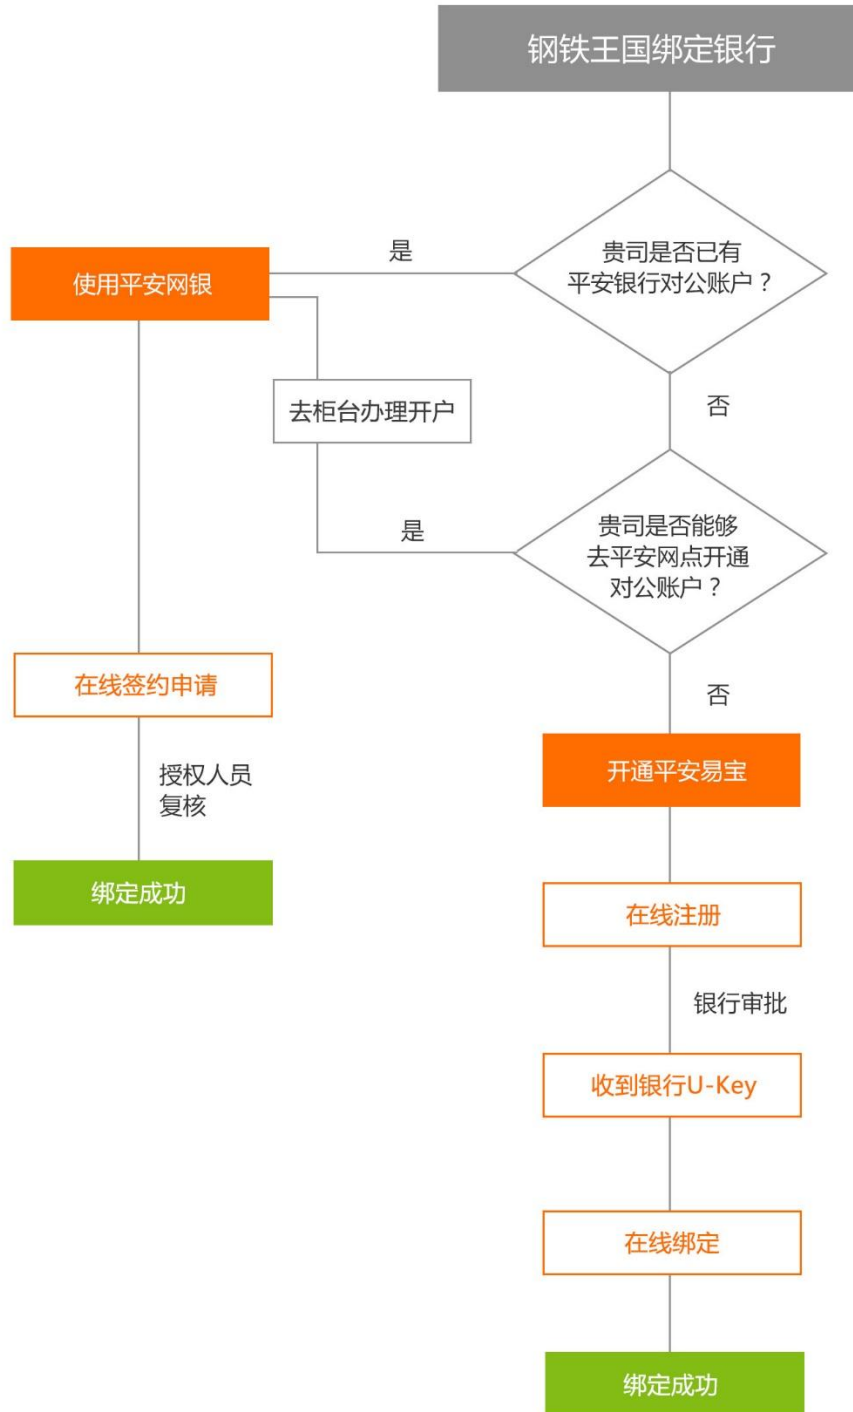 钢铁王国绑定银行
是
贵司是否已有
平安银行对公账户？
使用平安网银
去柜台办理开户
否
是
贵司是否能够
去平安网点开通
对公账户？
在线签约申请
否
授权人员
复核
开通平安易宝
绑定成功
在线注册
银行审批
收到银行U-Key
在线绑定
绑定成功